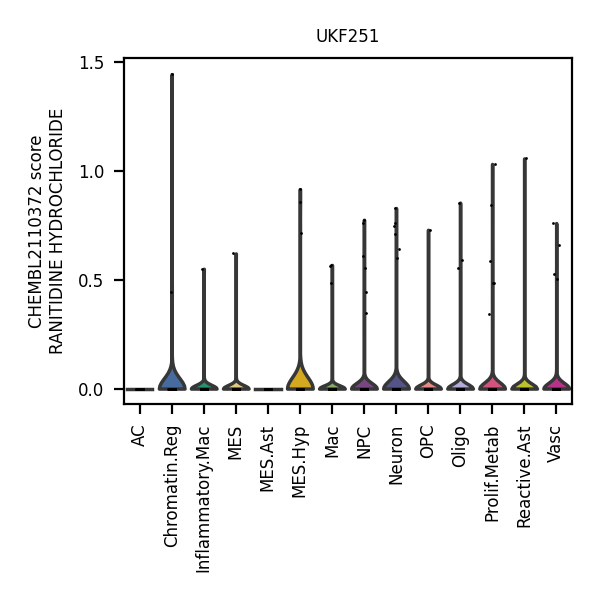 UKF251
CHEMBL2110372 score
RANITIDINE HYDROCHLORIDE
1.5
1.0
0.5
0.0
AC
Chromatin.Reg
Inflammatory.Mac
MES
MES.Ast
MES.Hyp
Mac
NPC
Neuron
OPC
Oligo
Prolif.Metab
Reactive.Ast
Vasc